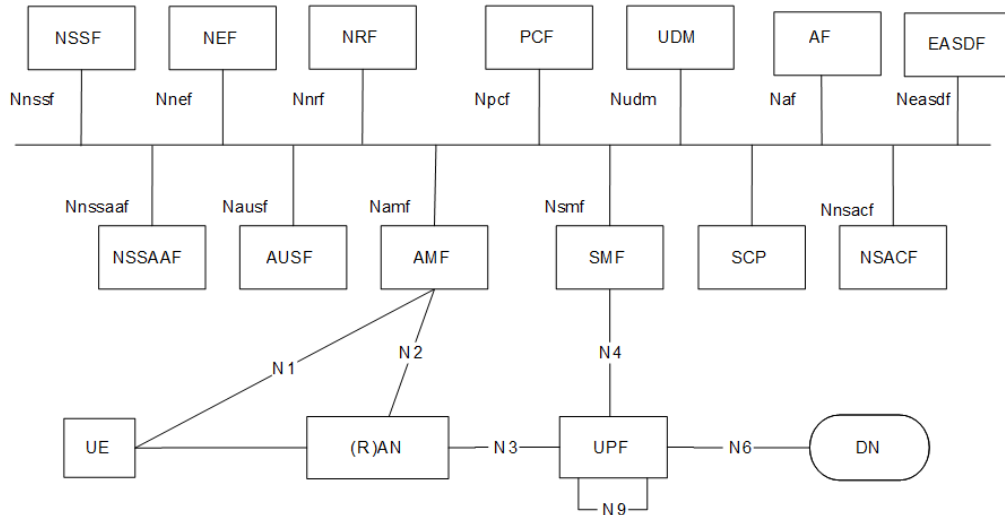 NSSF NEF NRF PCF UDM AF EASDF
Nnssf Nnef Nnrf Npcf Nudm Naf Neasdf
Nnssaaf Nausf Namf Nsmf Nnsacf
NSSAAF AUSF AMF SMF SCP NSACF
N1 N2 N4
UE (R)AN N3 UPF N6 DN
N9